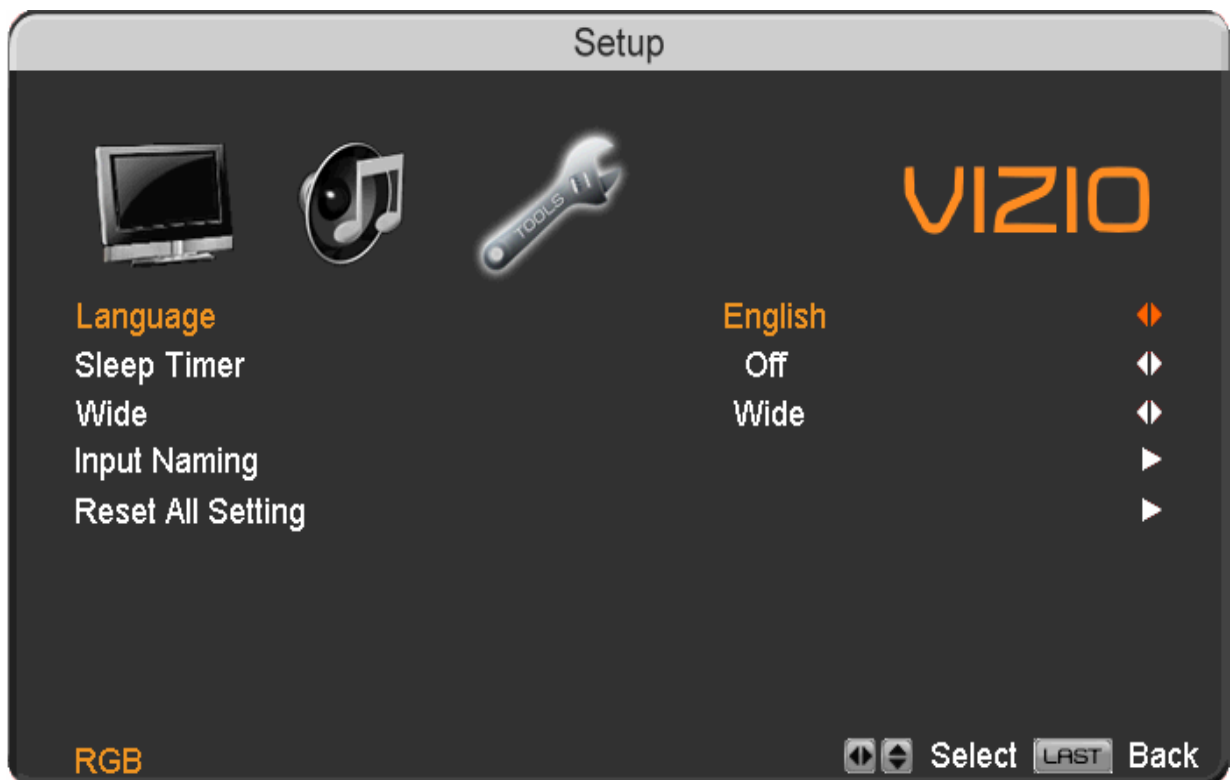 Setup
TOOLS
VIZIO
Language English
Sleep Timer Off
Wide Wide
Input Naming
Reset All Setting
RGB Select LAST Back